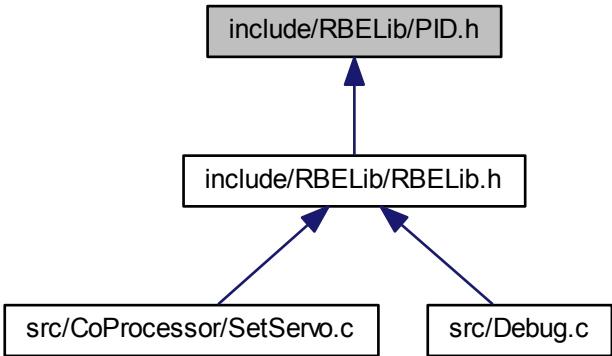 include/RBELib/PID.h
include/RBELib/RBELib.h
src/CoProcessor/SetServo.c
src/Debug.c